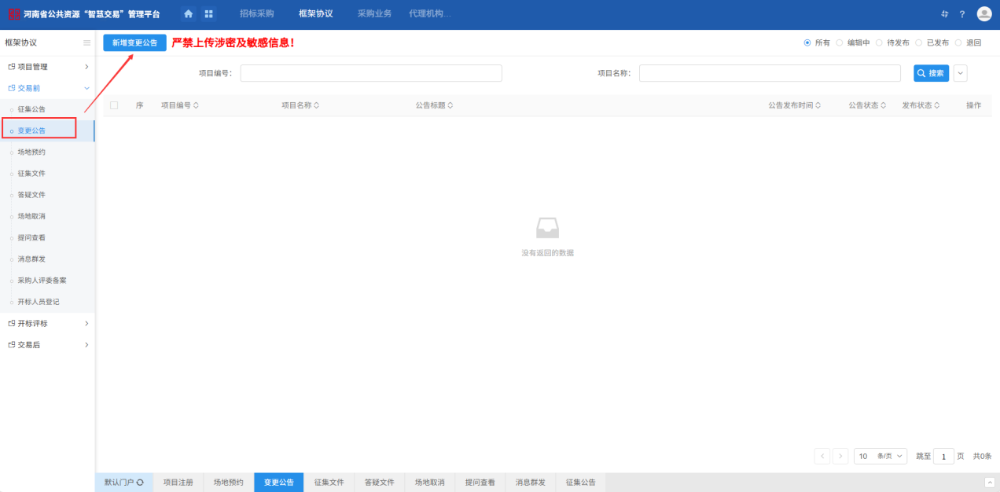 河南省公共资源“智慧交易”管理平台 招标采购 框架协议 采购业务 代理机构... ?
框架协议
新增变更公告 严禁上传涉密及敏感信息! 所有 编辑中 待发布 已发布 退回
项目管理
交易前
征集公告
变更公告
场地预约
征集文件
答疑文件
场地取消
提问查看
消息群发
采购人评委备案
开标人员登记
开标评标
交易后
项目编号: 项目名称: 搜索
序 项目编号 项目名称 公告标题 公告发布时间 公告状态 发布状态 操作
没有返回的数据
10 条/页 跳至 1 页 共0条
默认门户 项目注册 场地预约 变更公告 征集文件 答疑文件 场地取消 提问查看 消息群发 征集公告